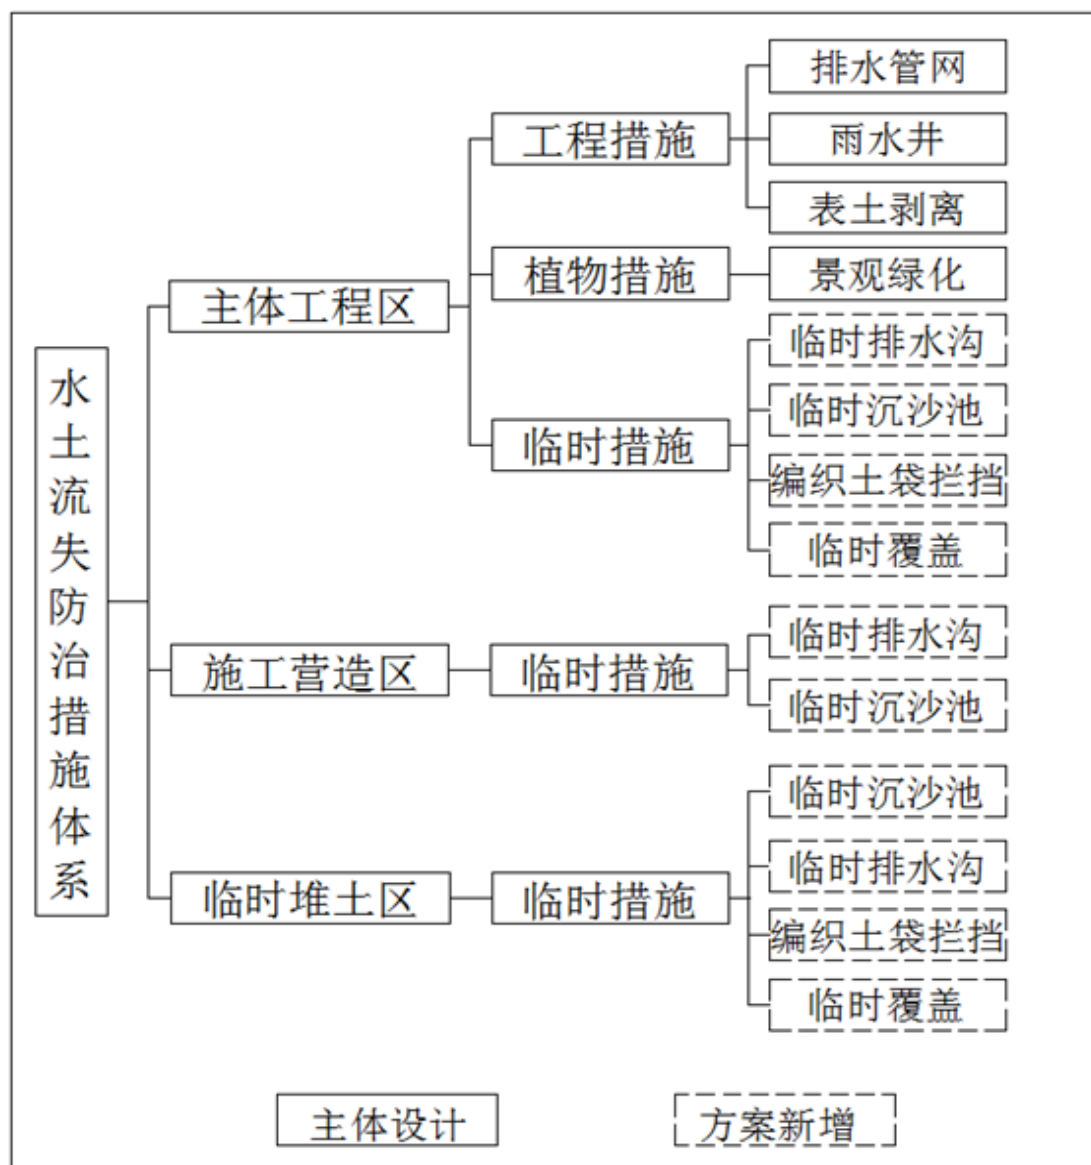 水土流失防治措施体系
主体工程区
工程措施
排水管网
雨水井
表土剥离
植物措施
景观绿化
临时措施
临时排水沟
临时沉沙池
编织土袋拦挡
临时覆盖
施工营造区
临时措施
临时排水沟
临时沉沙池
临时堆土区
临时措施
临时沉沙池
临时排水沟
编织土袋拦挡
临时覆盖
主体设计
方案新增